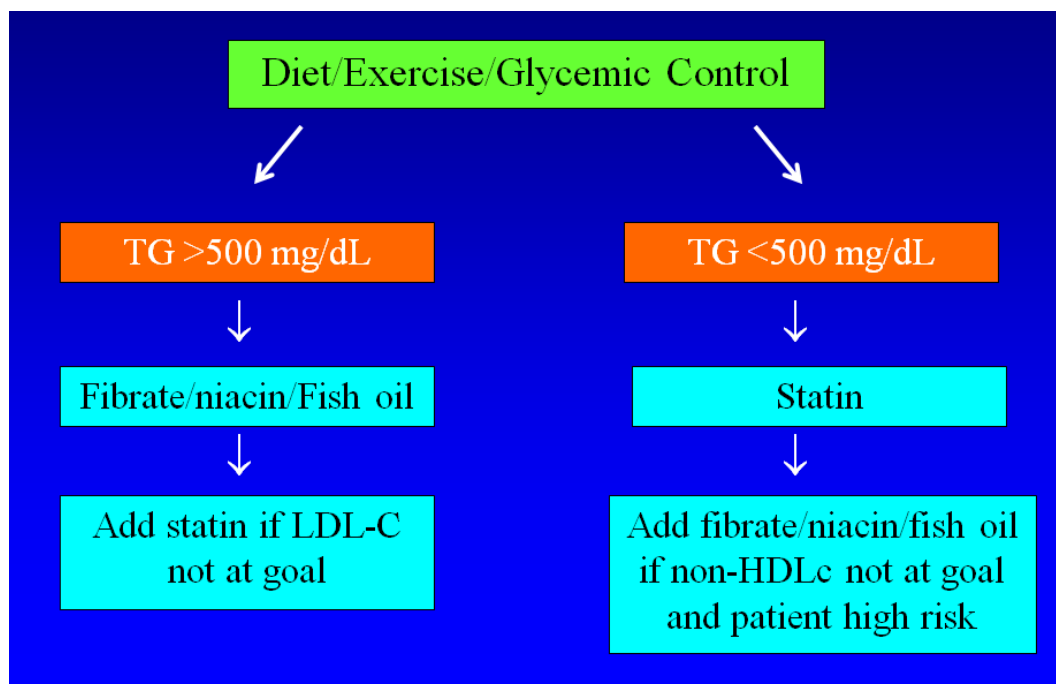 Diet/Exercise/Glycemic Control
TG >500 mg/dL
TG <500 mg/dL
Fibrate/niacin/Fish oil
Statin
Add statin if LDL-C
not at goal
Add fibrate/niacin/fish oil
if non-HDLc not at goal
and patient high risk